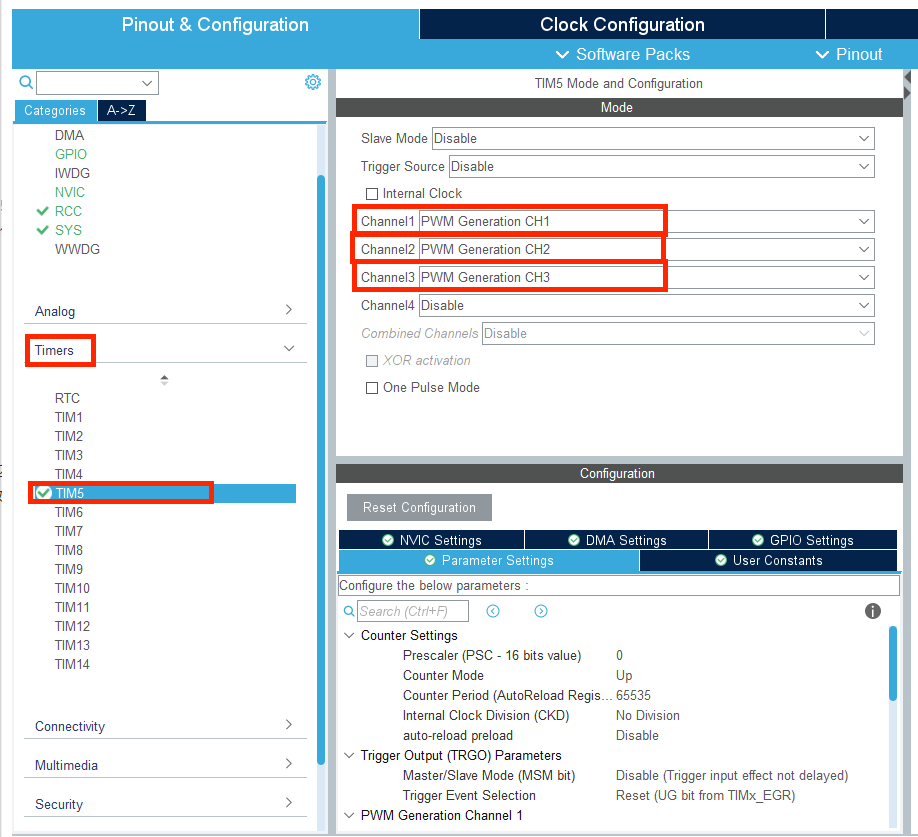 Pinout & Configuration
Clock Configuration
Software Packs
Pinout
Categories
A->Z
DMA
GPIO
IWDG
NVIC
RCC
SYS
WWDG
Analog
Timers
RTC
TIM1
TIM2
TIM3
TIM4
TIM5
TIM6
TIM7
TIM8
TIM9
TIM10
TIM11
TIM12
TIM13
TIM14
Connectivity
Multimedia
Security
TIM5 Mode and Configuration
Mode
Slave Mode Disable
Trigger Source Disable
Internal Clock
Channel1 PWM Generation CH1
Channel2 PWM Generation CH2
Channel3 PWM Generation CH3
Channel4 Disable
Combined Channels Disable
XOR activation
One Pulse Mode
Configuration
Reset Configuration
NVIC Settings
DMA Settings
GPIO Settings
Parameter Settings
User Constants
Configure the below parameters :
Search (Ctrl+F)
Counter Settings
Prescaler (PSC - 16 bits value) 0
Counter Mode Up
Counter Period (AutoReload Regis... 65535
Internal Clock Division (CKD) No Division
auto-reload preload Disable
Trigger Output (TRGO) Parameters
Master/Slave Mode (MSM bit) Disable (Trigger input effect not delayed)
Trigger Event Selection Reset (UG bit from TIMx_EGR)
PWM Generation Channel 1